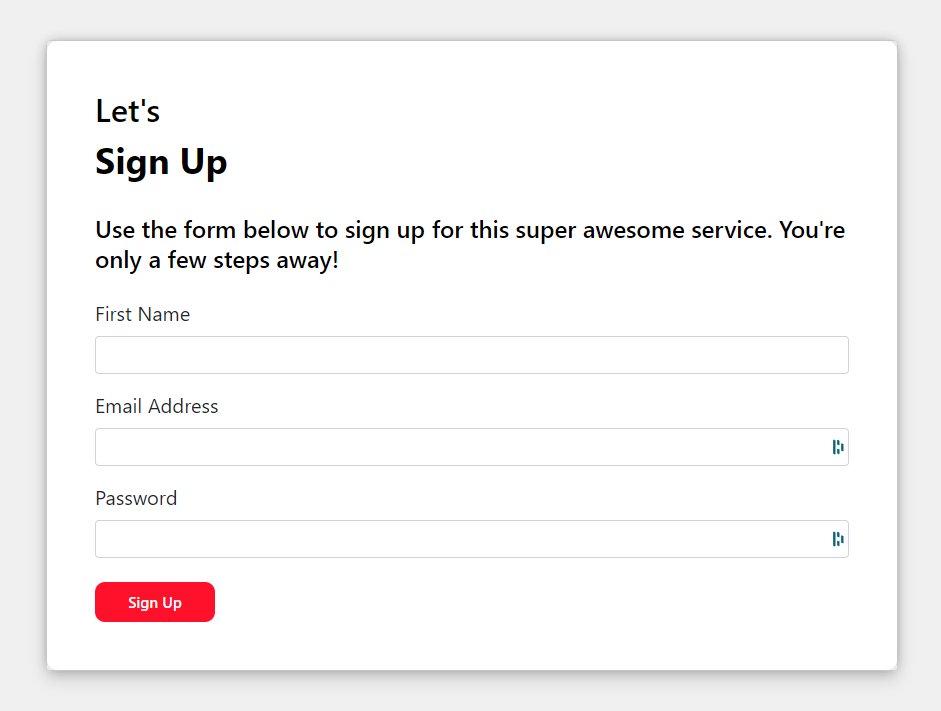 Let's
Sign Up
Use the form below to sign up for this super awesome service. You're
only a few steps away!
First Name
Email Address
Password
Sign Up